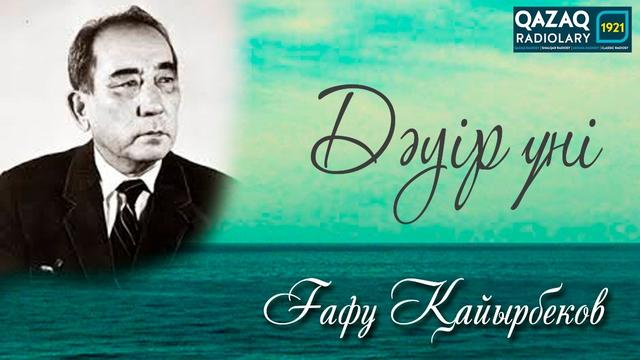 QAZAQ
RADIOLARY
1921
Дәуір үні
Ғафу Қайырбеков